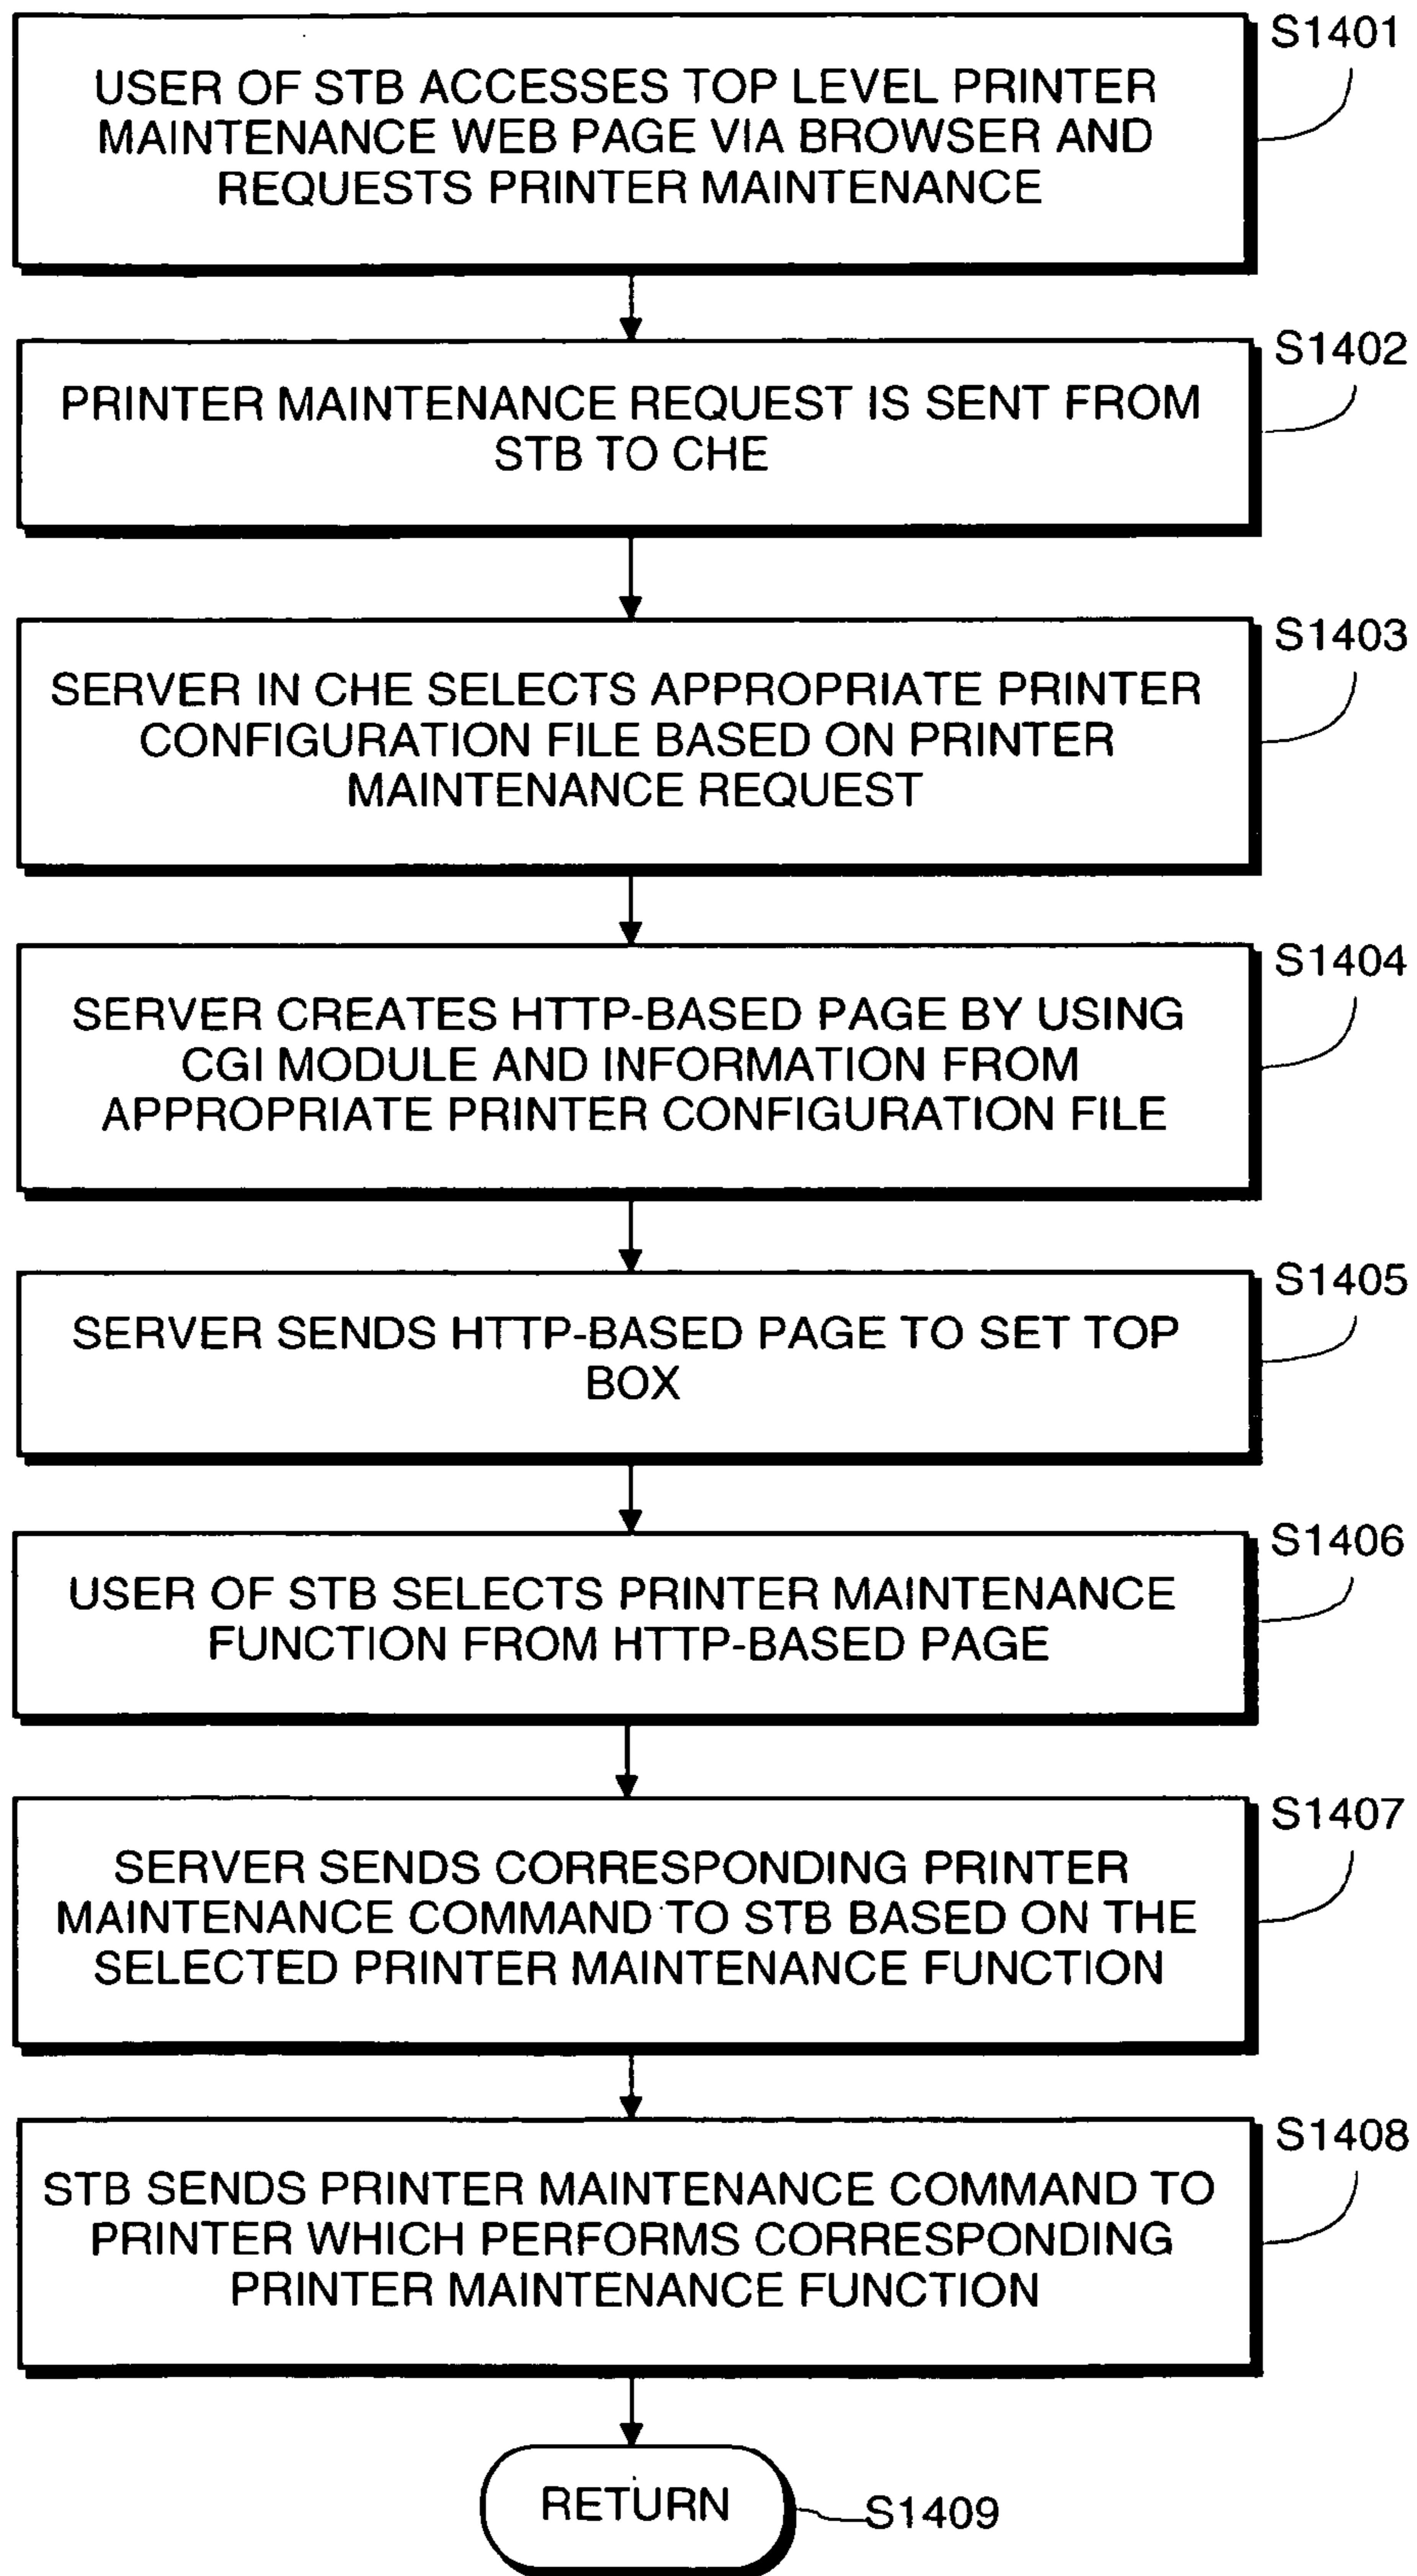 S1401
USER OF STB ACCESSES TOP LEVEL PRINTER
MAINTENANCE WEB PAGE VIA BROWSER AND
REQUESTS PRINTER MAINTENANCE
S1402
PRINTER MAINTENANCE REQUEST IS SENT FROM
STB TO CHE
S1403
SERVER IN CHE SELECTS APPROPRIATE PRINTER
CONFIGURATION FILE BASED ON PRINTER
MAINTENANCE REQUEST
S1404
SERVER CREATES HTTP-BASED PAGE BY USING
CGI MODULE AND INFORMATION FROM
APPROPRIATE PRINTER CONFIGURATION FILE
S1405
SERVER SENDS HTTP-BASED PAGE TO SET TOP
BOX
S1406
USER OF STB SELECTS PRINTER MAINTENANCE
FUNCTION FROM HTTP-BASED PAGE
S1407
SERVER SENDS CORRESPONDING PRINTER
MAINTENANCE COMMAND TO STB BASED ON THE
SELECTED PRINTER MAINTENANCE FUNCTION
S1408
STB SENDS PRINTER MAINTENANCE COMMAND TO
PRINTER WHICH PERFORMS CORRESPONDING
PRINTER MAINTENANCE FUNCTION
RETURN
S1409